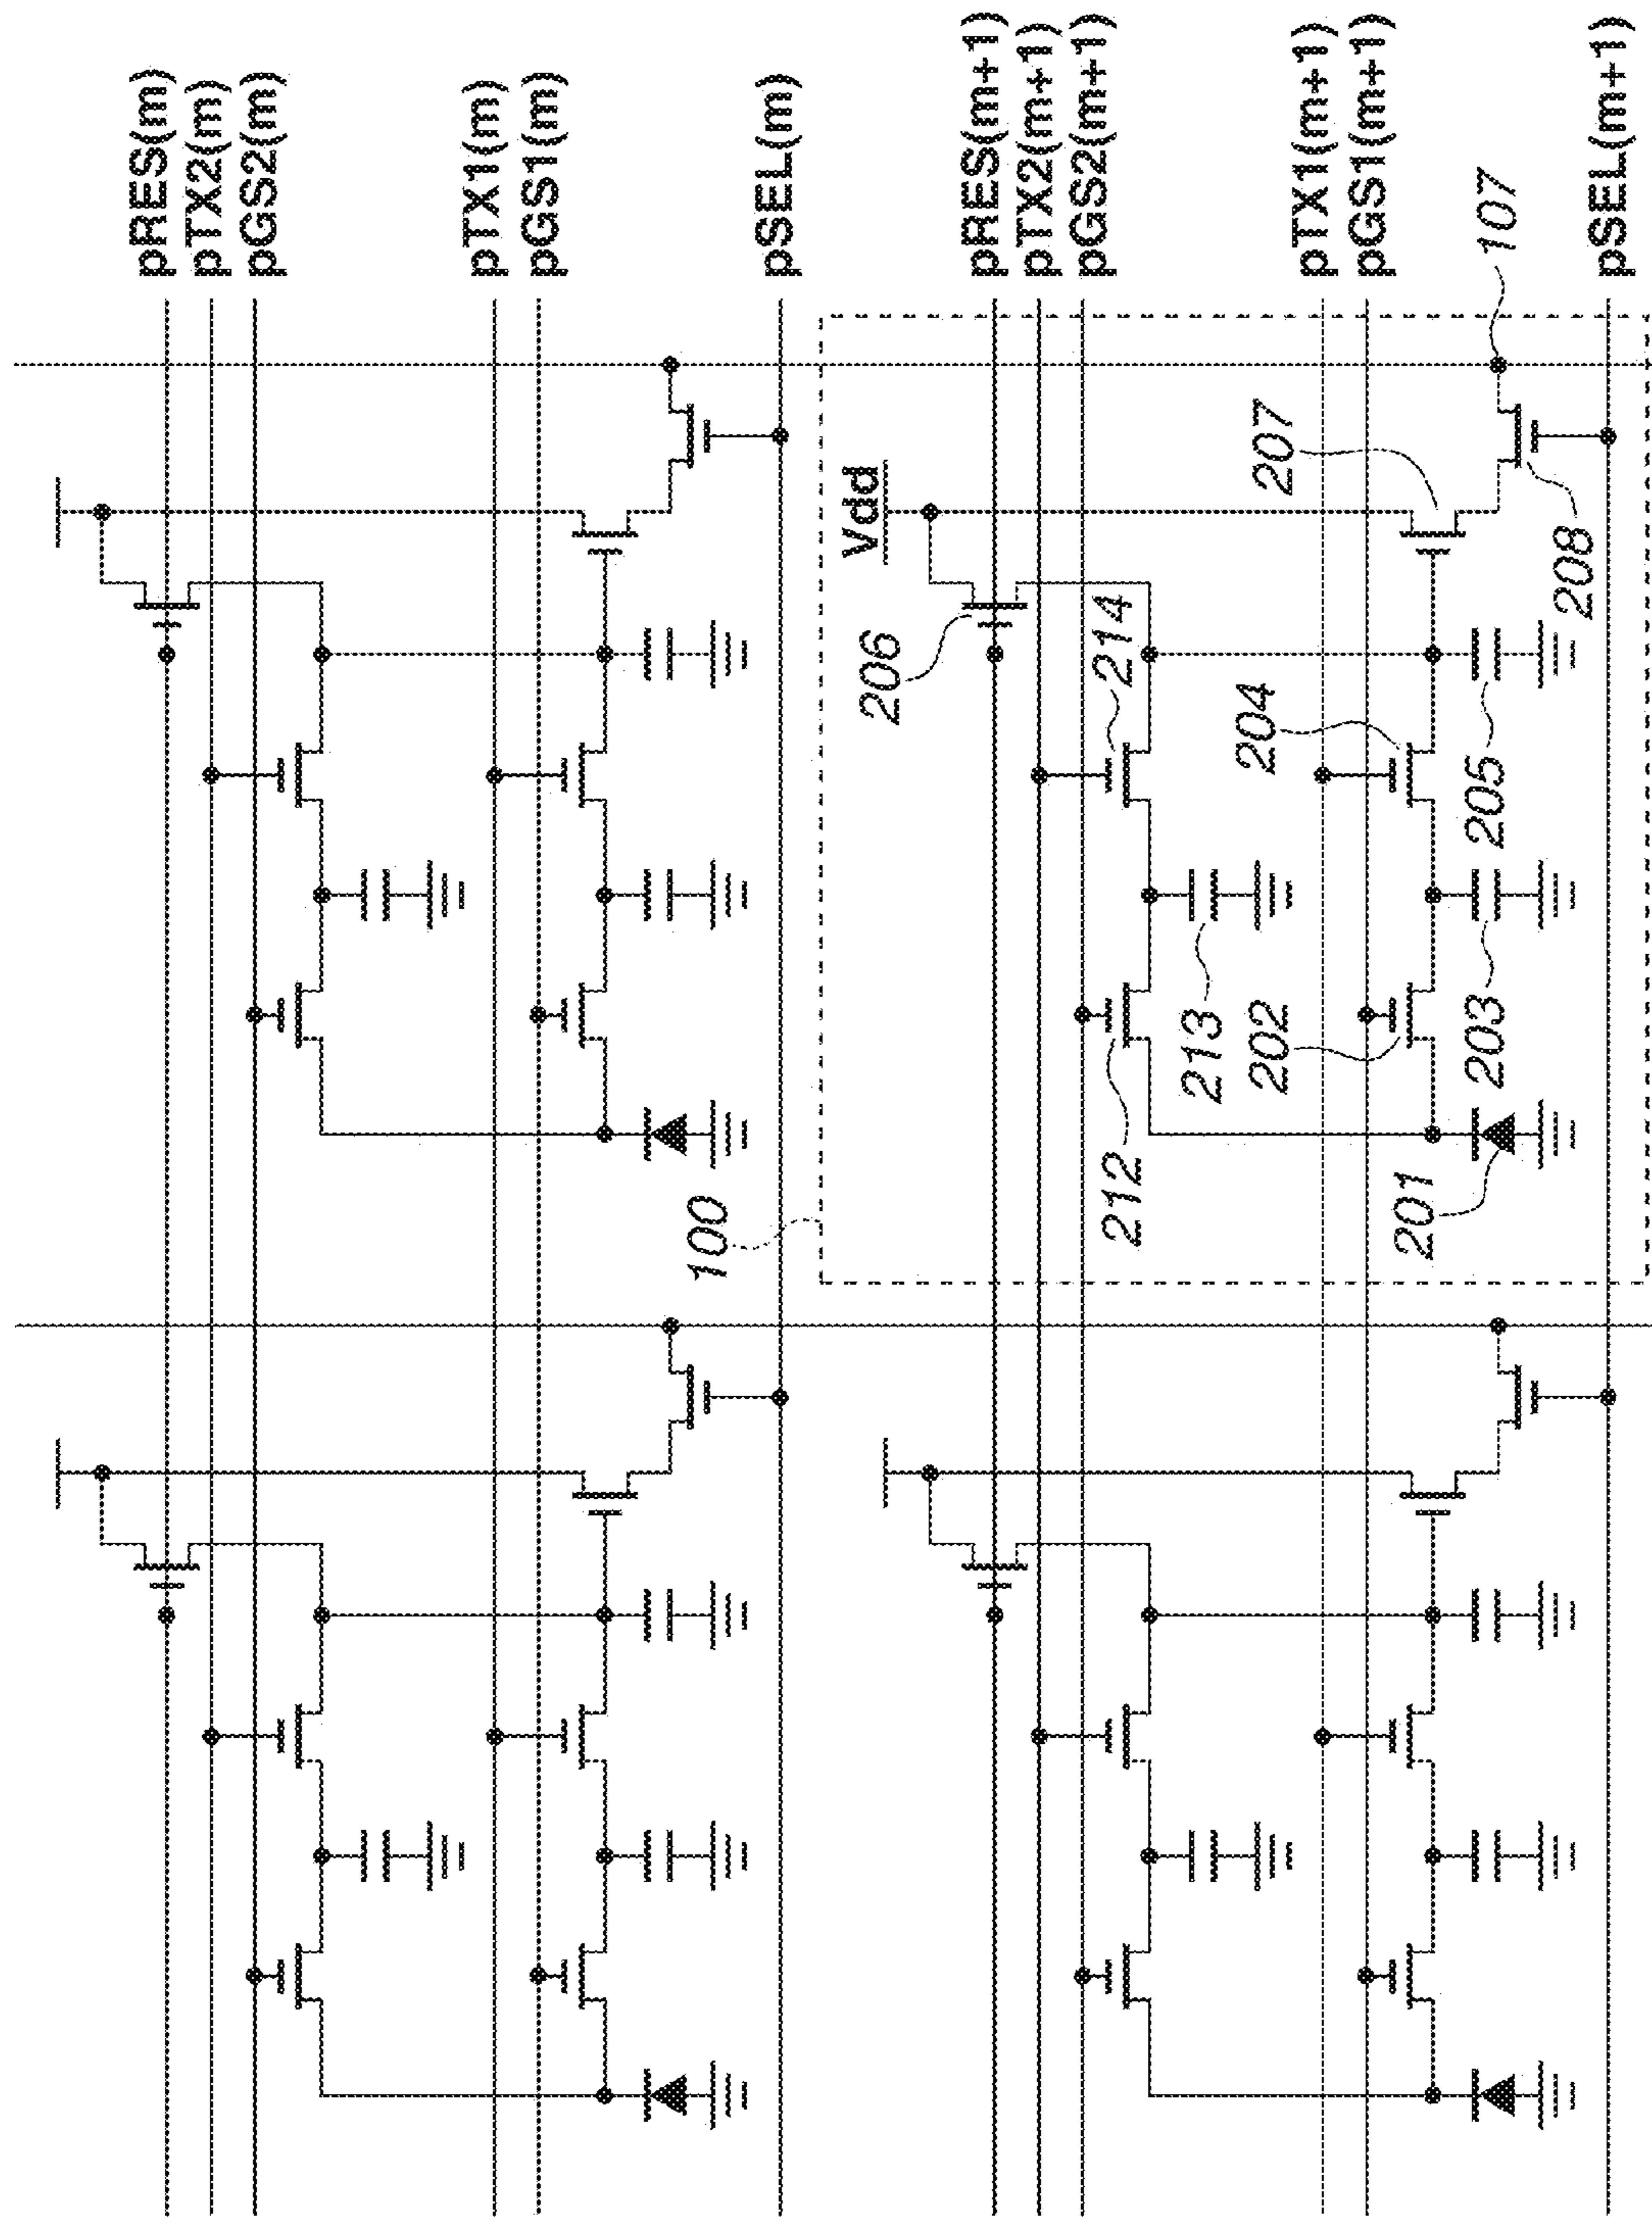 pRES(m)
pTX2(m)
pGS2(m)
pTX1(m)
pGS1(m)
pSEL(m)
pRES(m+1)
pTX2(m+1)
pGS2(m+1)
pTX1(m+1)
pGS1(m+1)
107
pSEL(m+1)
Vdd
207
208
206
214
204
205
213
202
203
212
201
100